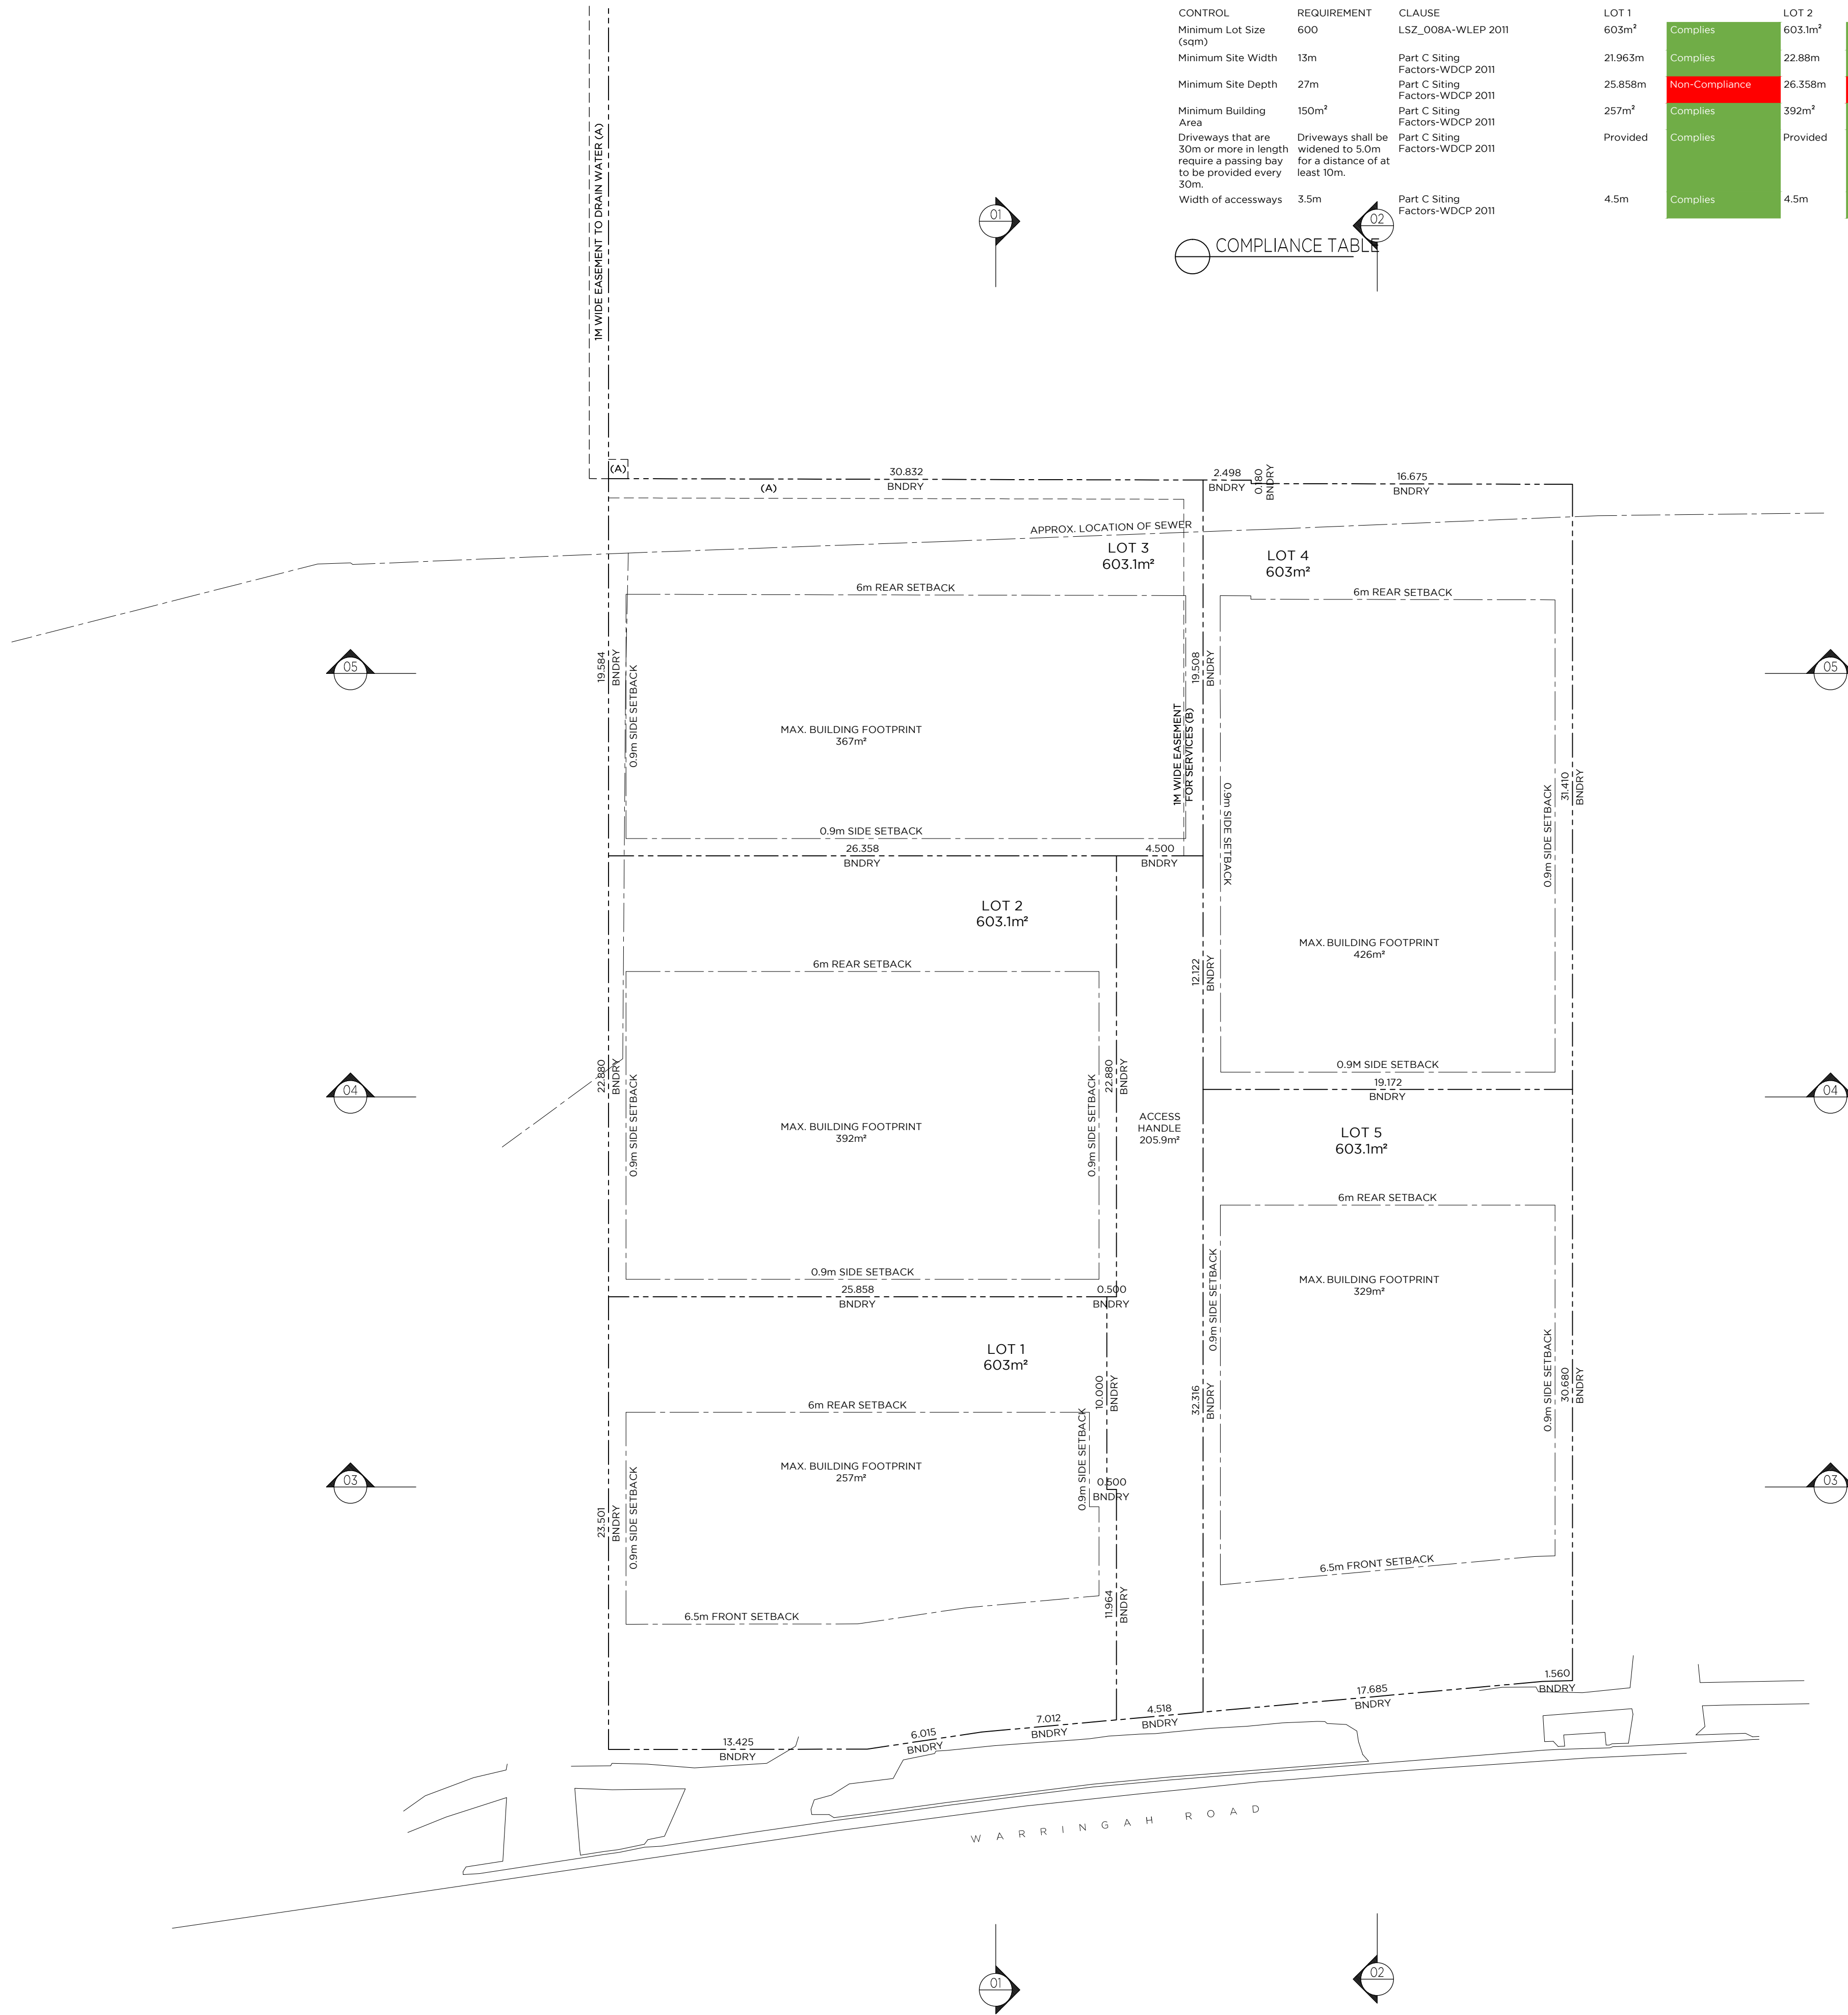 CONTROL REQUIREMENT CLAUSE LOT 1 LOT 2
Minimum Lot Size 600 LSZ_008A-WLEP 2011 603m² Complies 603.1m²
(sqm)
Minimum Site Width 13m Part C Siting 21.963m Complies 22.88m
Factors-WDCP 2011
Minimum Site Depth 27m Part C Siting 25.858m Non-Compliance 26.358m
Factors-WDCP 2011
Minimum Building 150m² Part C Siting 257m² Complies 392m²
Area Factors-WDCP 2011
Driveways that are Driveways shall be Part C Siting Provided Complies Provided
30m or more in length widened to 5.0m Factors-WDCP 2011
require a passing bay for a distance of at
to be provided every least 10m.
30m.
Width of accessways 3.5m Part C Siting 4.5m Complies 4.5m
Factors-WDCP 2011
COMPLIANCE TABLE
01
02
1M WIDE EASEMENT TO DRAIN WATER (A)
(A)
30.832
BNDRY
(A)
2.498
BNDRY
0.180
BNDRY
16.675
BNDRY
APPROX. LOCATION OF SEWER
LOT 3
603.1m²
LOT 4
603m²
6m REAR SETBACK
6m REAR SETBACK
05
05
19.584
BNDRY
0.9m SIDE SETBACK
19.508
BNDRY
MAX. BUILDING FOOTPRINT
367m²
1M WIDE EASEMENT
FOR SERVICES (B)
0.9m SIDE SETBACK
0.9m SIDE SETBACK
31.410
BNDRY
0.9m SIDE SETBACK
26.358
BNDRY
4.500
BNDRY
LOT 2
603.1m²
MAX. BUILDING FOOTPRINT
426m²
6m REAR SETBACK
12.122
BNDRY
0.9M SIDE SETBACK
19.172
BNDRY
04
04
22.880
BNDRY
0.9m SIDE SETBACK
MAX. BUILDING FOOTPRINT
392m²
0.9m SIDE SETBACK
22.880
BNDRY
ACCESS
HANDLE
205.9m²
LOT 5
603.1m²
6m REAR SETBACK
0.9m SIDE SETBACK
25.858
BNDRY
0.500
BNDRY
0.9m SIDE SETBACK
MAX. BUILDING FOOTPRINT
329m²
LOT 1
603m²
6m REAR SETBACK
10.000
BNDRY
32.316
BNDRY
0.9m SIDE SETBACK
30.680
BNDRY
0.9m SIDE SETBACK
MAX. BUILDING FOOTPRINT
257m²
0.500
BNDRY
03
03
23.501
BNDRY
0.9m SIDE SETBACK
6.5m FRONT SETBACK
6.5m FRONT SETBACK
11.964
BNDRY
13.425
BNDRY
6.015
BNDRY
7.012
BNDRY
4.518
BNDRY
17.685
BNDRY
1.560
BNDRY
WARRINGAH ROAD
01
02